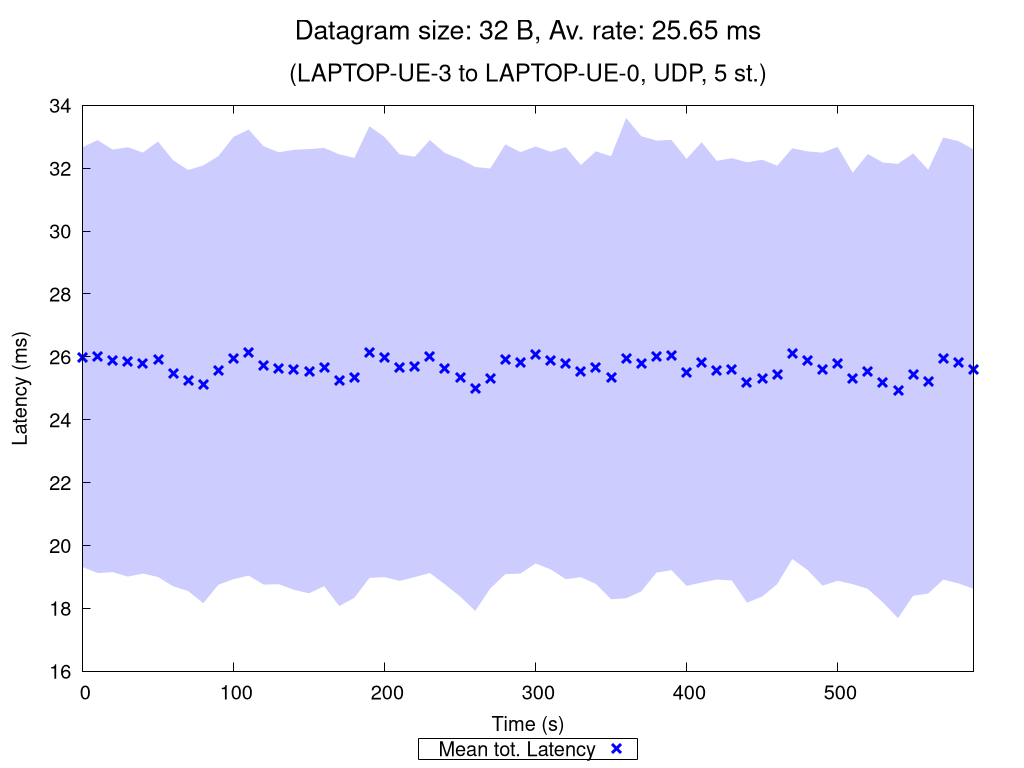 Datagram size: 32 B, Av. rate: 25.65 ms
(LAPTOP-UE-3 to LAPTOP-UE-0, UDP, 5 st.)
34
32
30
28
26
24
22
20
18
16
Latency (ms)
0 100 200 300 400 500
Time (s)
Mean tot. Latency